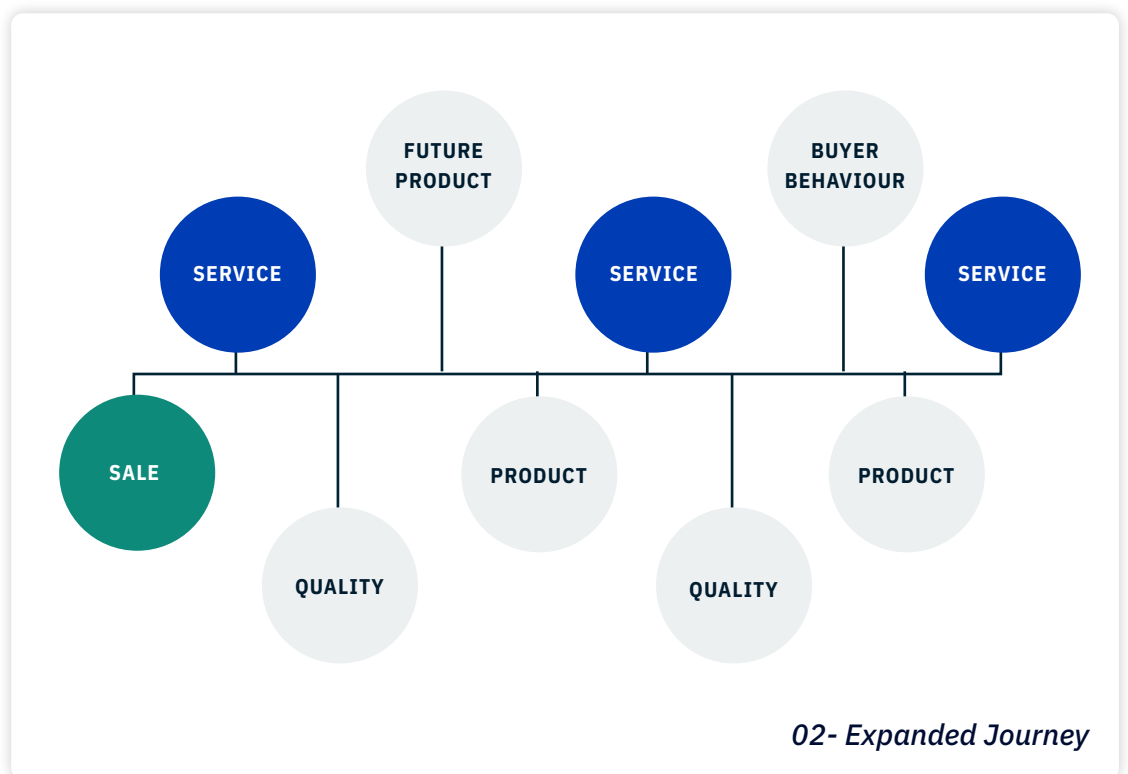 FUTURE
PRODUCT
BUYER
BEHAVIOUR
SERVICE
SERVICE
SERVICE
SALE
PRODUCT
PRODUCT
QUALITY
QUALITY
02- Expanded Journey